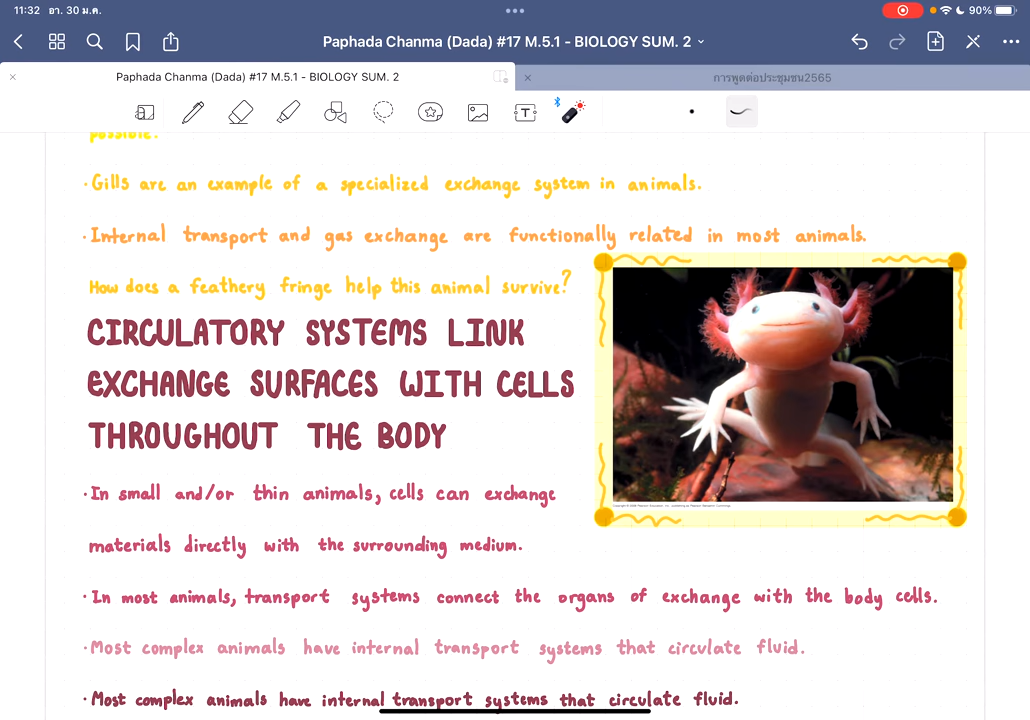 11:32 อา. 30 ม.ค.
90%
Paphada Chanma (Dada) #17 M.5.1 - BIOLOGY SUM. 2
Paphada Chanma (Dada) #17 M.5.1 - BIOLOGY SUM. 2
การพูดต่อประชุมชน2565
possible.
·Gills are an example of a specialized exchange system in animals.
·Internal transport and gas exchange are functionally related in most animals.
How does a feathery fringe help this animal survive?
CIRCULATORY SYSTEMS LINK
EXCHANGE SURFACES WITH CELLS
THROUGHOUT THE BODY
·In small and/or thin animals, cells can exchange
materials directly with the surrounding medium.
·In most animals, transport systems connect the organs of exchange with the body cells.
·Most complex animals have internal transport systems that circulate fluid.
·Most complex animals have internal transport systems that circulate fluid.